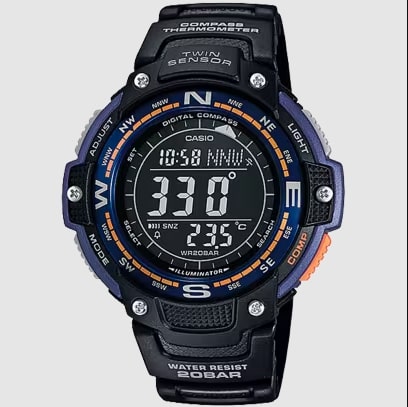 COMPASS
THERMOMETER
TWIN
SENSOR
N
NNW NNE
NW NE
DIGITAL COMPASS
ADJUST LIGHT
CASIO
SET
WNW ENE
10:58 NNW
W E
330°
SNZ
23.5 °C
SELECT SEARCH
WR20BAR
WSW ESE
MODE COMP
SW SE
ILLUMINATOR
SSW SSE
S
WATER RESIST
20BAR